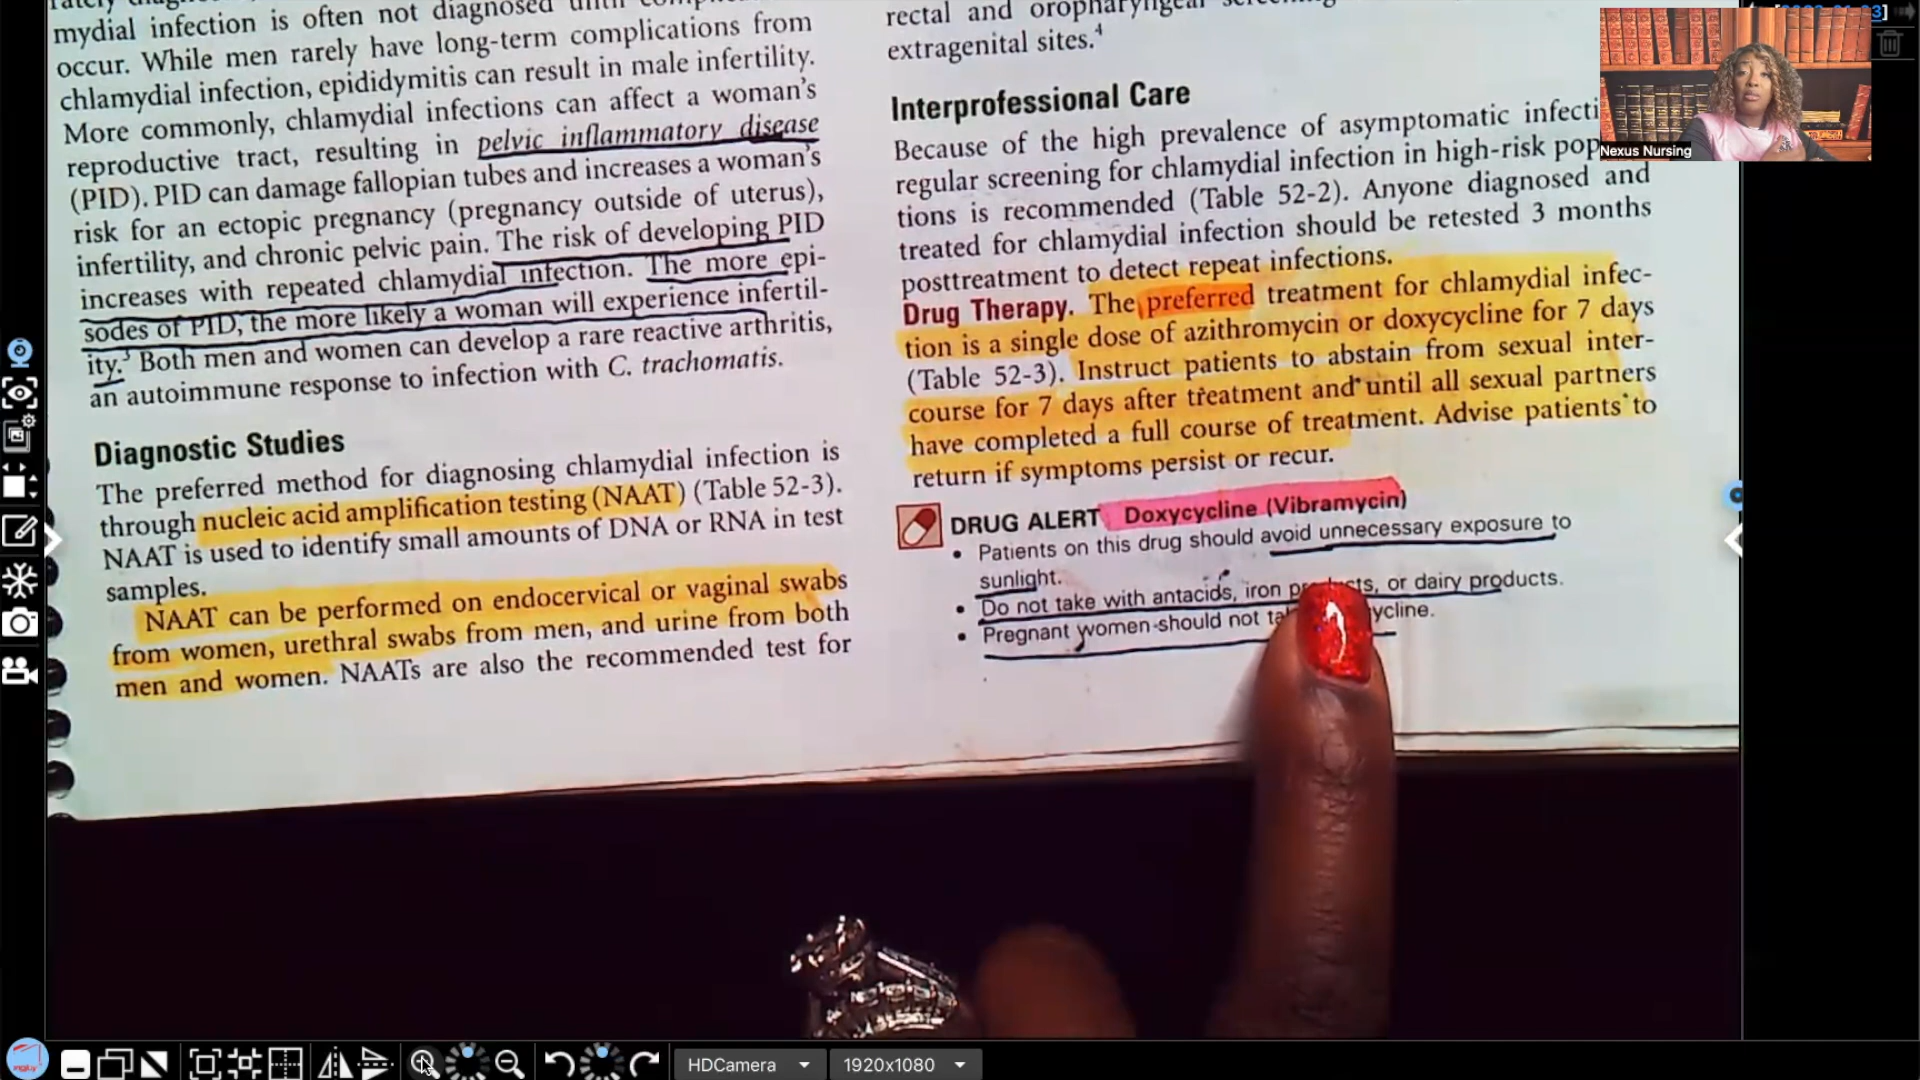 mydial infection is often not diagnosed until
occur. While men rarely have long-term complications from
chlamydial infection, epididymitis can result in male infertility.
More commonly, chlamydial infections can affect a woman's
reproductive tract, resulting in pelvic inflammatory disease
(PID). PID can damage fallopian tubes and increases a woman's
risk for an ectopic pregnancy (pregnancy outside of uterus),
infertility, and chronic pelvic pain. The risk of developing PID
increases with repeated chlamydial infection. The more epi-
sodes of PID, the more likely a woman will experience infertil-
ity.³ Both men and women can develop a rare reactive arthritis,
an autoimmune response to infection with C. trachomatis.
Diagnostic Studies
The preferred method for diagnosing chlamydial infection is
through nucleic acid amplification testing (NAAT) (Table 52-3).
NAAT is used to identify small amounts of DNA or RNA in test
samples.
NAAT can be performed on endocervical or vaginal swabs
from women, urethral swabs from men, and urine from both
men and women. NAATs are also the recommended test for
rectal and oropharyngeal screening
extragenital sites.⁴
Interprofessional Care
Because of the high prevalence of asymptomatic infecti
regular screening for chlamydial infection in high-risk pop
tions is recommended (Table 52-2). Anyone diagnosed and
treated for chlamydial infection should be retested 3 months
posttreatment to detect repeat infections.
Drug Therapy. The preferred treatment for chlamydial infec-
tion is a single dose of azithromycin or doxycycline for 7 days
(Table 52-3). Instruct patients to abstain from sexual inter-
course for 7 days after treatment and until all sexual partners
have completed a full course of treatment. Advise patients to
return if symptoms persist or recur.
DRUG ALERT Doxycycline (Vibramycin)
• Patients on this drug should avoid unnecessary exposure to
sunlight.
• Do not take with antacids, iron products, or dairy products.
• Pregnant women should not ta ycline.
Nexus Nursing
HDCamera
1920x1080